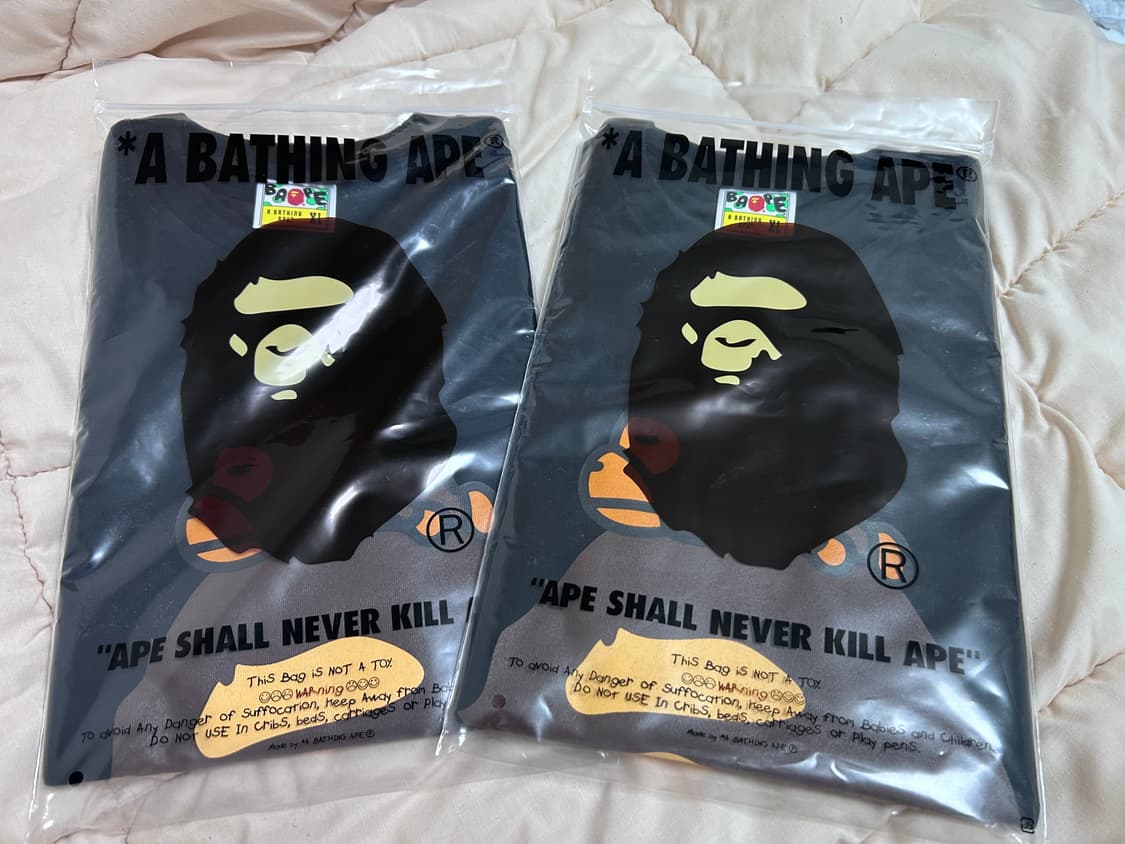 *A BATHING APE®
BAPE
A BATHING
XL
®
"APE SHALL NEVER KILL
THIS BAG IS NOT A TOY.
WARNING
To avoid Any Danger of Suffocation, Keep Away from Ba
DO NOT USE In Cribs, beds, carriages or Play
Made by *A BATHING APE®
*A BATHING APE®
BAPE
A BATHING
XL
®
"APE SHALL NEVER KILL APE"
THIS BAG IS NOT A TOY.
WARNING
To avoid Any Danger of Suffocation, Keep Away from Babies and Children.
DO NOT USE In Cribs, beds, carriages or Play pens.
Made by *A BATHING APE®